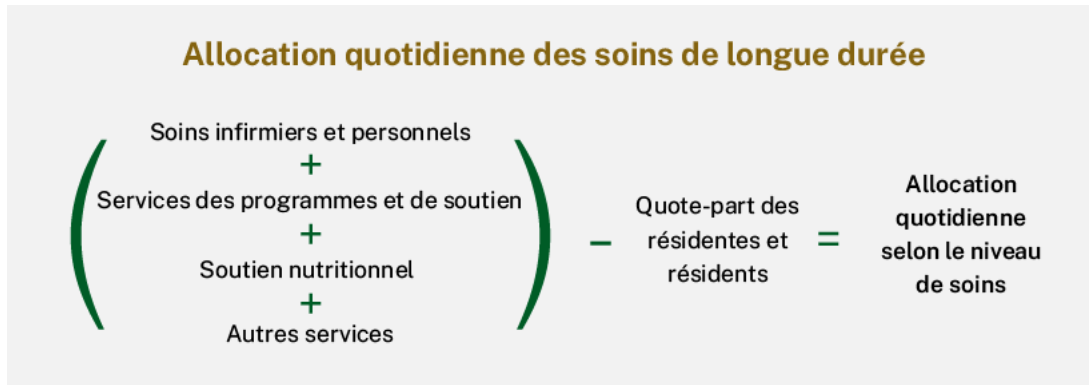 Allocation quotidienne des soins de longue durée
(
Soins infirmiers et personnels
+
Services des programmes et de soutien
+
Soutien nutritionnel
+
Autres services
)
–
Quote-part des
résidentes et
résidents
=
Allocation
quotidienne
selon le niveau
de soins